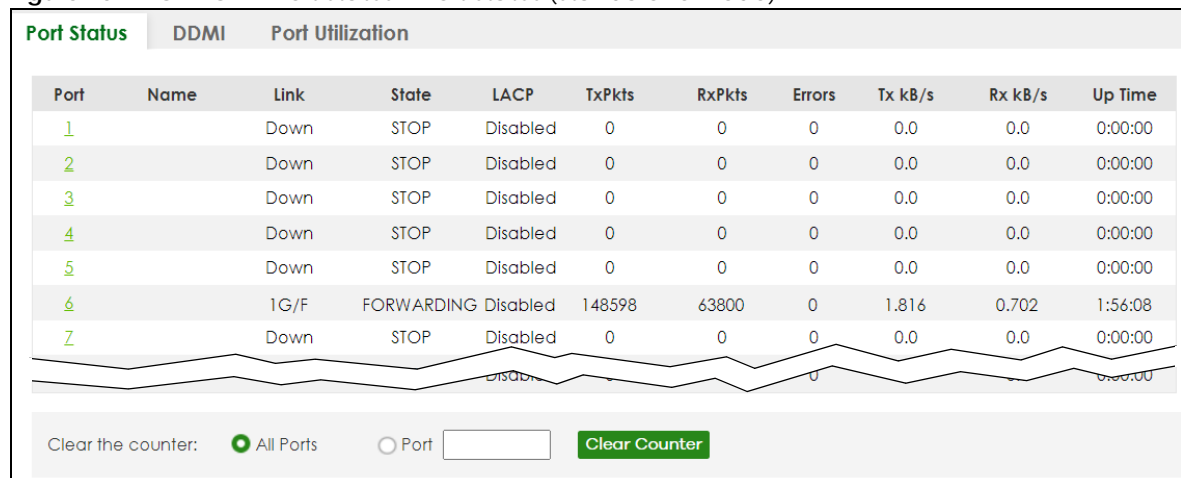 Port Status DDMI Port Utilization
Port Name Link State LACP TxPkts RxPkts Errors Tx kB/s Rx kB/s Up Time
1 Down STOP Disabled 0 0 0 0.0 0.0 0:00:00
2 Down STOP Disabled 0 0 0 0.0 0.0 0:00:00
3 Down STOP Disabled 0 0 0 0.0 0.0 0:00:00
4 Down STOP Disabled 0 0 0 0.0 0.0 0:00:00
5 Down STOP Disabled 0 0 0 0.0 0.0 0:00:00
6 1G/F FORWARDING Disabled 148598 63800 0 1.816 0.702 1:56:08
7 Down STOP Disabled 0 0 0 0.0 0.0 0:00:00
Clear the counter: All Ports Port Clear Counter